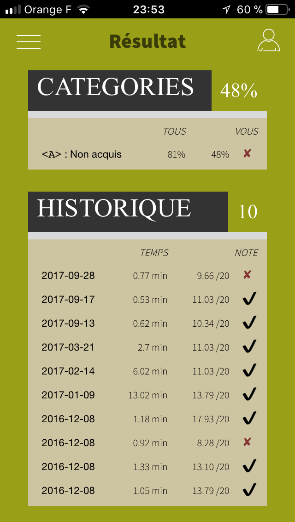 Orange F 23:53 60 %
Résultat
CATEGORIES 48%
TOUS VOUS
<A> : Non acquis 81% 48% ✘
HISTORIQUE 10
TEMPS NOTE
2017-09-28 0.77 min 9.66 /20 ✘
2017-09-17 0.53 min 11.03 /20 ✔
2017-09-13 0.62 min 10.34 /20 ✔
2017-03-21 2.7 min 11.03 /20 ✔
2017-02-14 6.02 min 11.03 /20 ✔
2017-01-09 13.02 min 13.79 /20 ✔
2016-12-08 1.18 min 17.93 /20 ✔
2016-12-08 0.92 min 8.28 /20 ✘
2016-12-08 1.33 min 13.10 /20 ✔
2016-12-08 1.05 min 13.79 /20 ✔